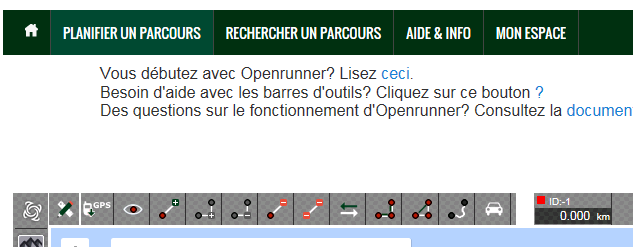 PLANIFIER UN PARCOURS RECHERCHER UN PARCOURS AIDE & INFO MON ESPACE
Vous débutez avec Openrunner? Lisez ceci.
Besoin d'aide avec les barres d'outils? Cliquez sur ce bouton ?
Des questions sur le fonctionnement d'Openrunner? Consultez la documen
GPS
ID:-1
0.000 km